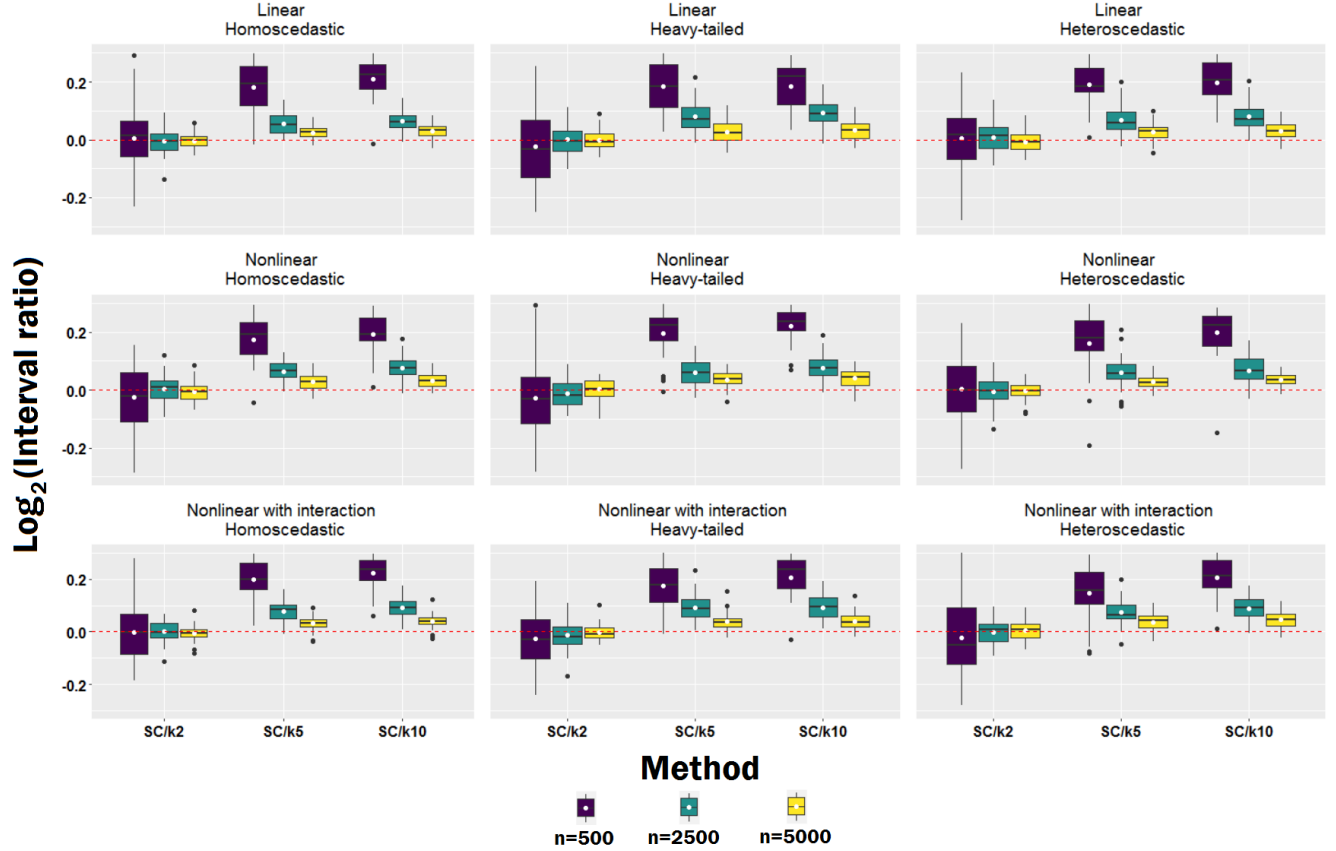 Linear
Homoscedastic
Linear
Heavy-tailed
Linear
Heteroscedastic
0.2
0.0
-0.2
Nonlinear
Homoscedastic
Nonlinear
Heavy-tailed
Nonlinear
Heteroscedastic
0.2
0.0
-0.2
Log₂(Interval ratio)
Nonlinear with interaction
Homoscedastic
Nonlinear with interaction
Heavy-tailed
Nonlinear with interaction
Heteroscedastic
0.2
0.0
-0.2
SC/k2 SC/k5 SC/k10
SC/k2 SC/k5 SC/k10
SC/k2 SC/k5 SC/k10
Method
n=500 n=2500 n=5000